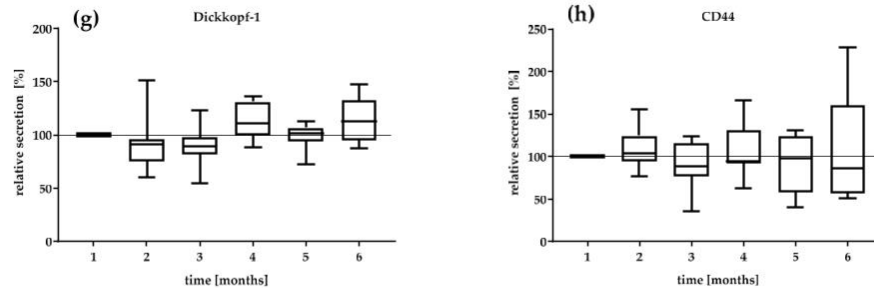 (g)
Dickkopf-1
200
150
100
50
0
relative secretion [%]
1 2 3 4 5 6
time [months]
(h)
CD44
250
200
150
100
50
0
relative secretion [%]
1 2 3 4 5 6
time [months]